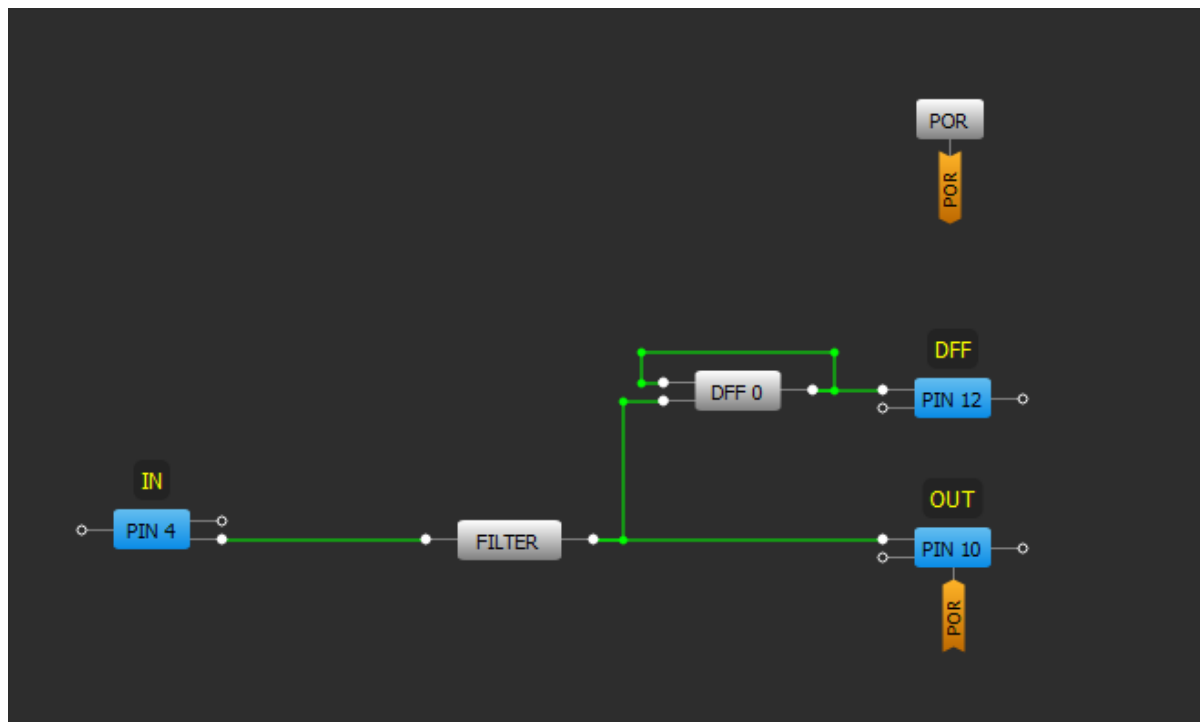 POR
POR
DFF
DFF 0
PIN 12
IN
PIN 4
OUT
FILTER
PIN 10
POR